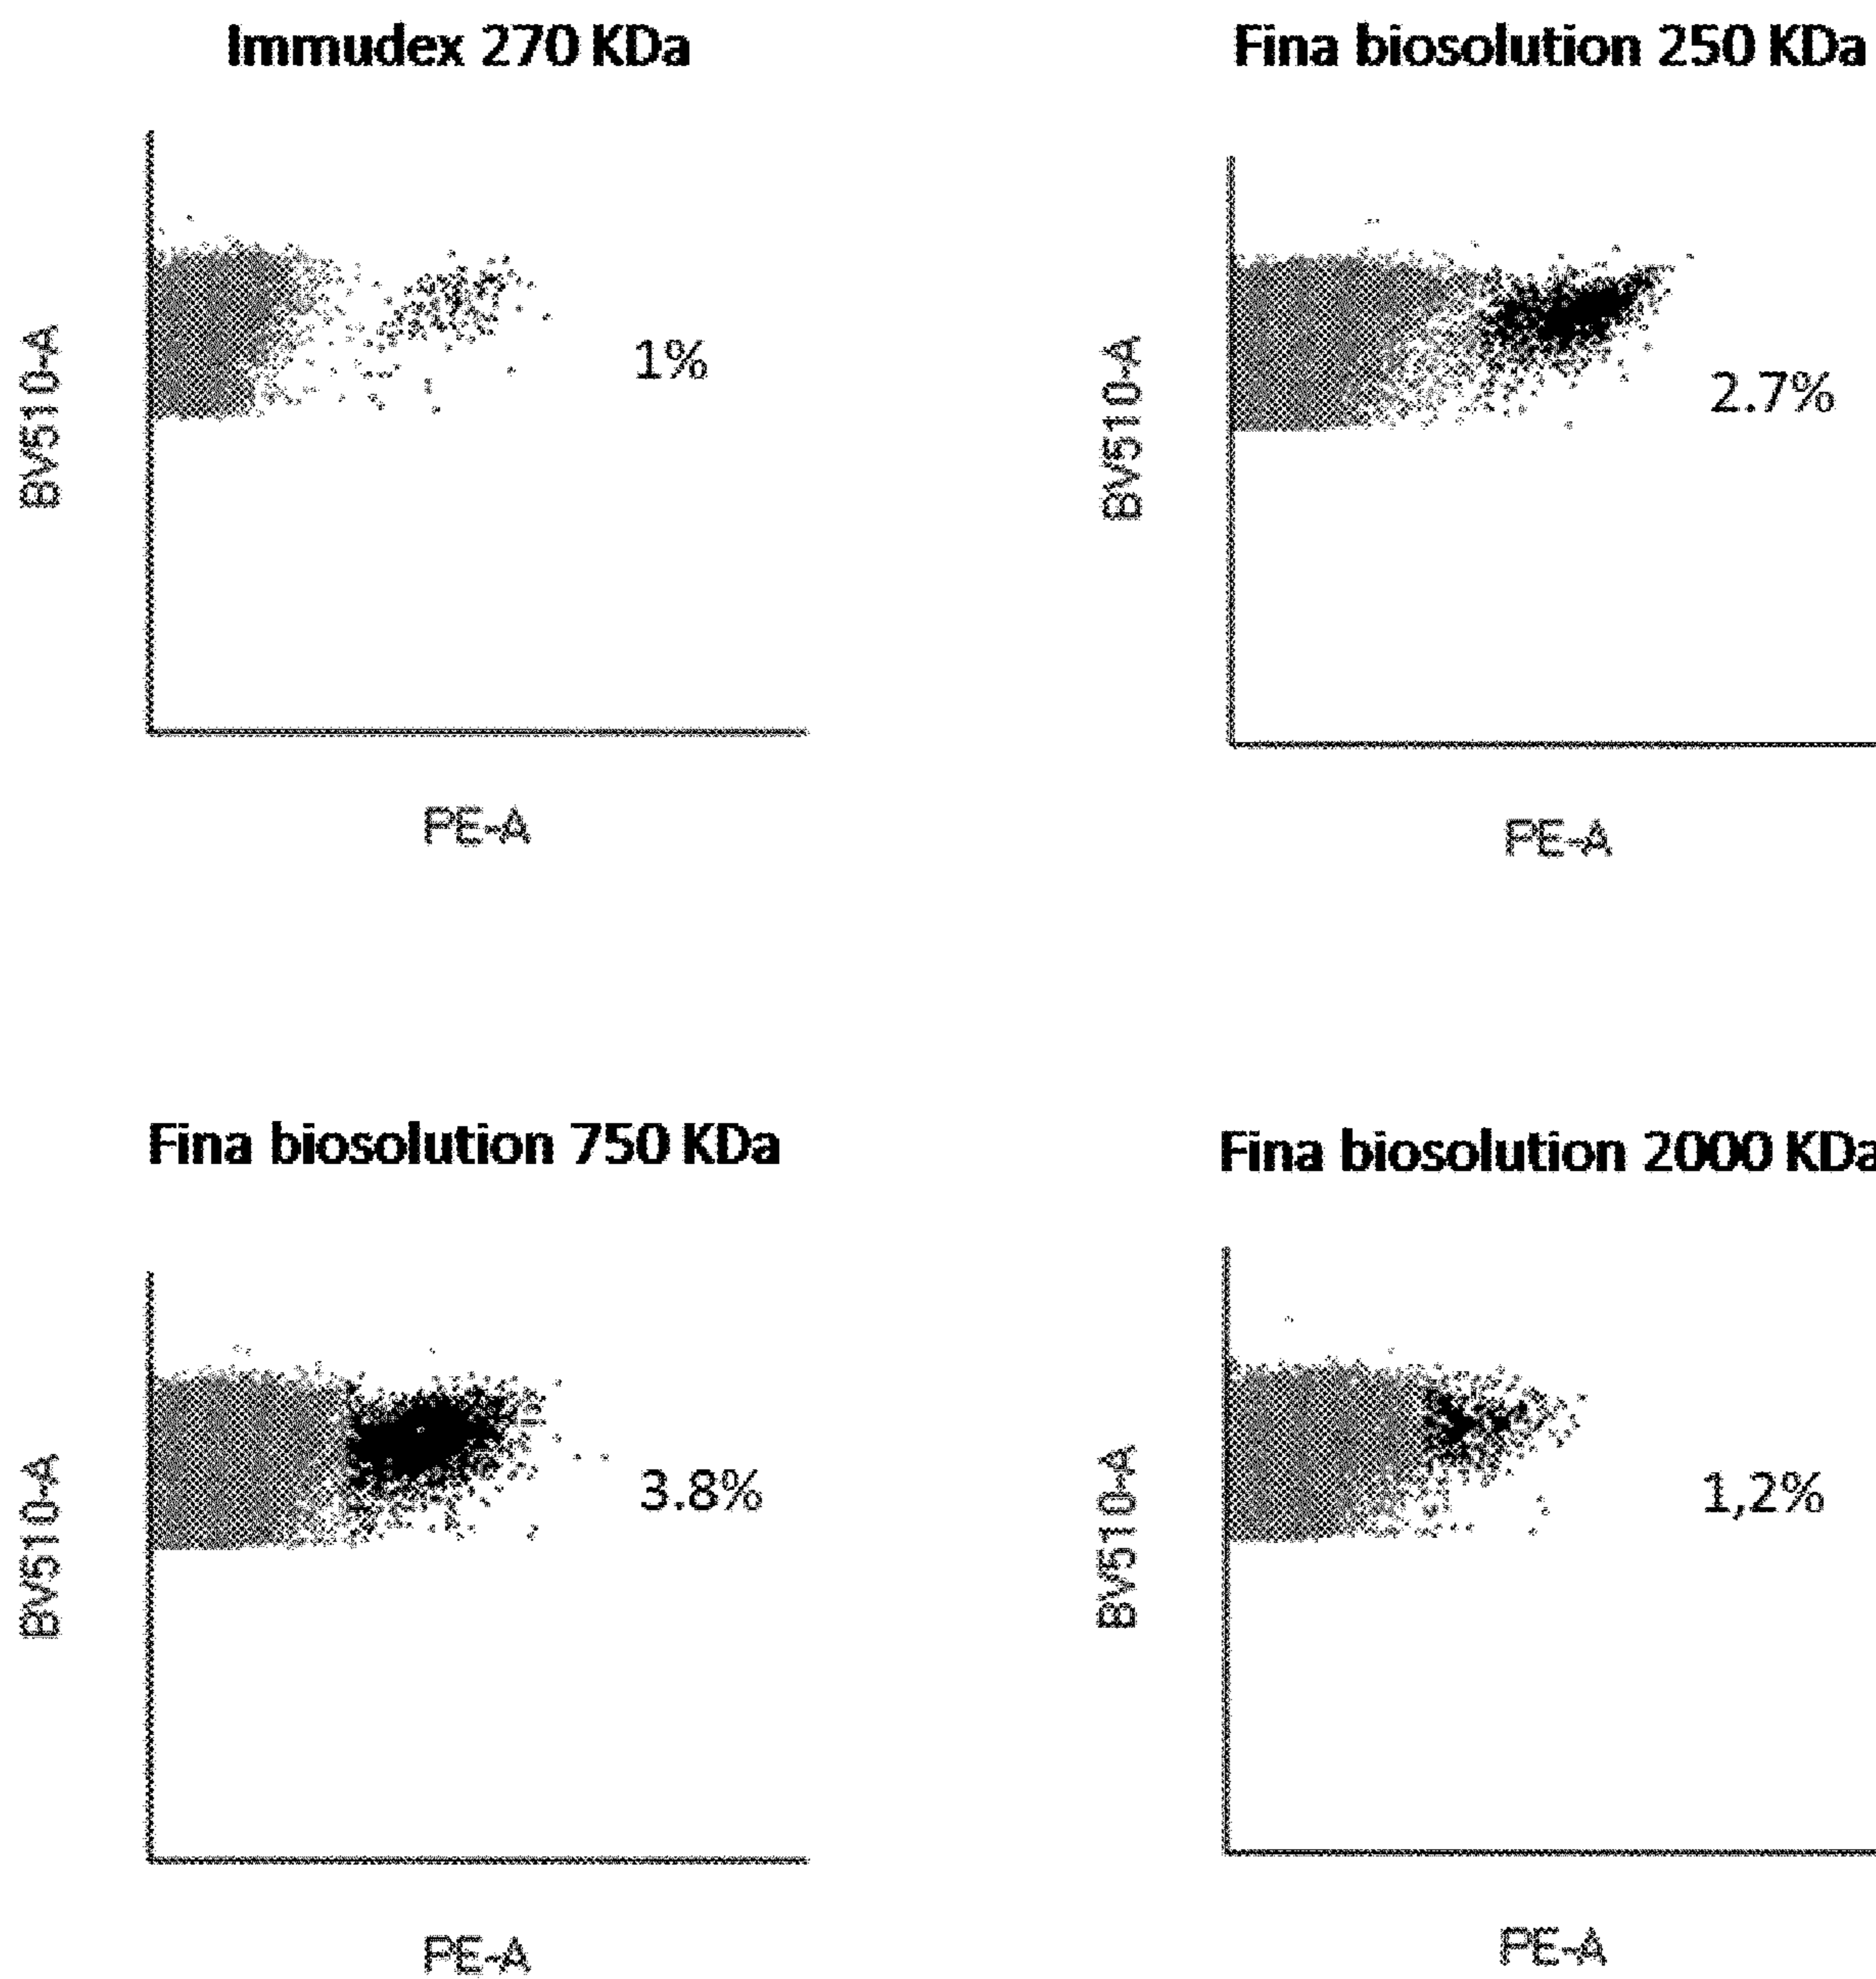 Immudex 270 KDa
Fina biosolution 250 KDa
BV510-A
1%
BV510-A
2.7%
PE-A
PE-A
Fina biosolution 750 KDa
Fina biosolution 2000 KDa
BV510-A
3.8%
BV510-A
1,2%
PE-A
PE-A